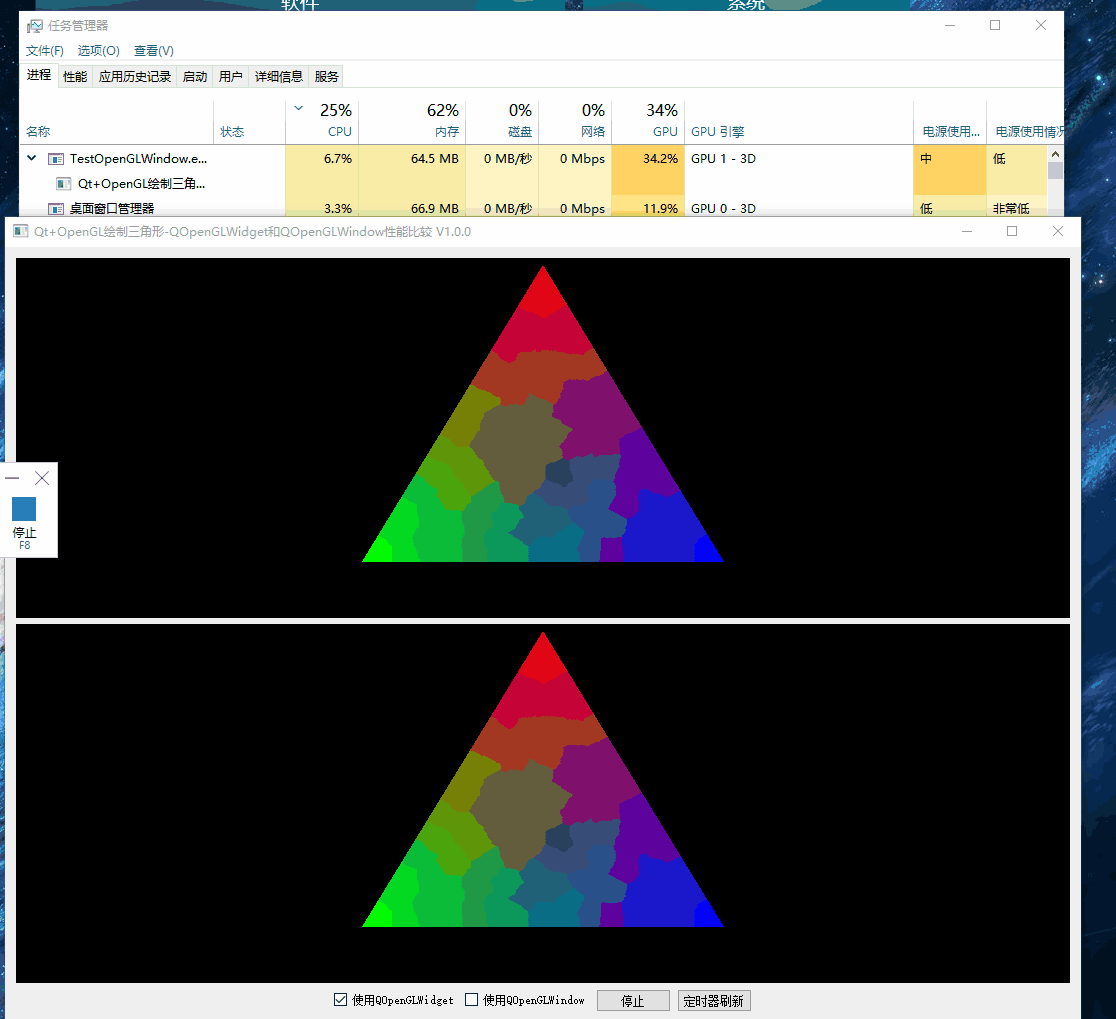 软件 系统
任务管理器
文件(F) 选项(O) 查看(V)
进程 性能 应用历史记录 启动 用户 详细信息 服务
25% 62% 0% 0% 34%
名称 状态 CPU 内存 磁盘 网络 GPU GPU 引擎 电源使用... 电源使用情况
TestOpenGLWindow.e... 6.7% 64.5 MB 0 MB/秒 0 Mbps 34.2% GPU 1 - 3D 中 低
Qt+OpenGL绘制三角...
桌面窗口管理器 3.3% 66.9 MB 0 MB/秒 0 Mbps 11.9% GPU 0 - 3D 低 非常低
Qt+OpenGL绘制三角形-QOpenGLWidget和QOpenGLWindow性能比较 V1.0.0
停止
F8
使用QOpenGLWidget 使用QOpenGLWindow 停止 定时器刷新